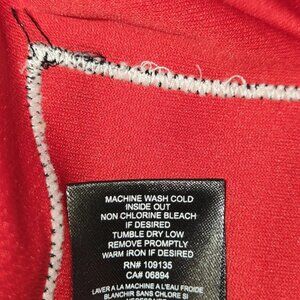 MACHINE WASH COLD
INSIDE OUT
NON CHLORINE BLEACH
IF DESIRED
TUMBLE DRY LOW
REMOVE PROMPTLY
WARM IRON IF DESIRED
RN# 109135
CA# 06894
LAVER A LA MACHINE A L'EAU FROIDE
BLANCHIR SANS CHLORE SI